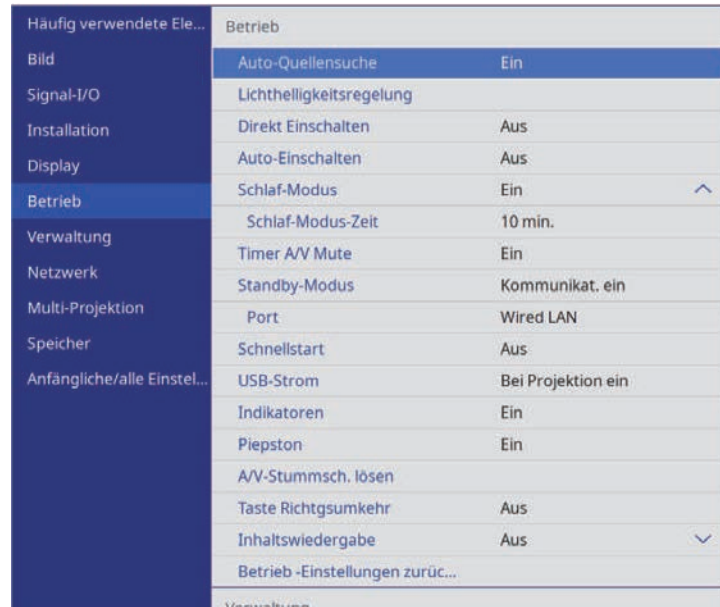 Häufig verwendete Ele...
Bild
Signal-I/O
Installation
Display
Betrieb
Verwaltung
Netzwerk
Multi-Projektion
Speicher
Anfängliche/alle Einstel...
Betrieb
Auto-Quellensuche Ein
Lichthelligkeitsregelung
Direkt Einschalten Aus
Auto-Einschalten Aus
Schlaf-Modus Ein
Schlaf-Modus-Zeit 10 min.
Timer A/V Mute Ein
Standby-Modus Kommunikat. ein
Port Wired LAN
Schnellstart Aus
USB-Strom Bei Projektion ein
Indikatoren Ein
Piepston Ein
A/V-Stummsch. lösen
Taste Richtgsumkehr Aus
Inhaltswiedergabe Aus
Betrieb -Einstellungen zurüc...
Verwaltung